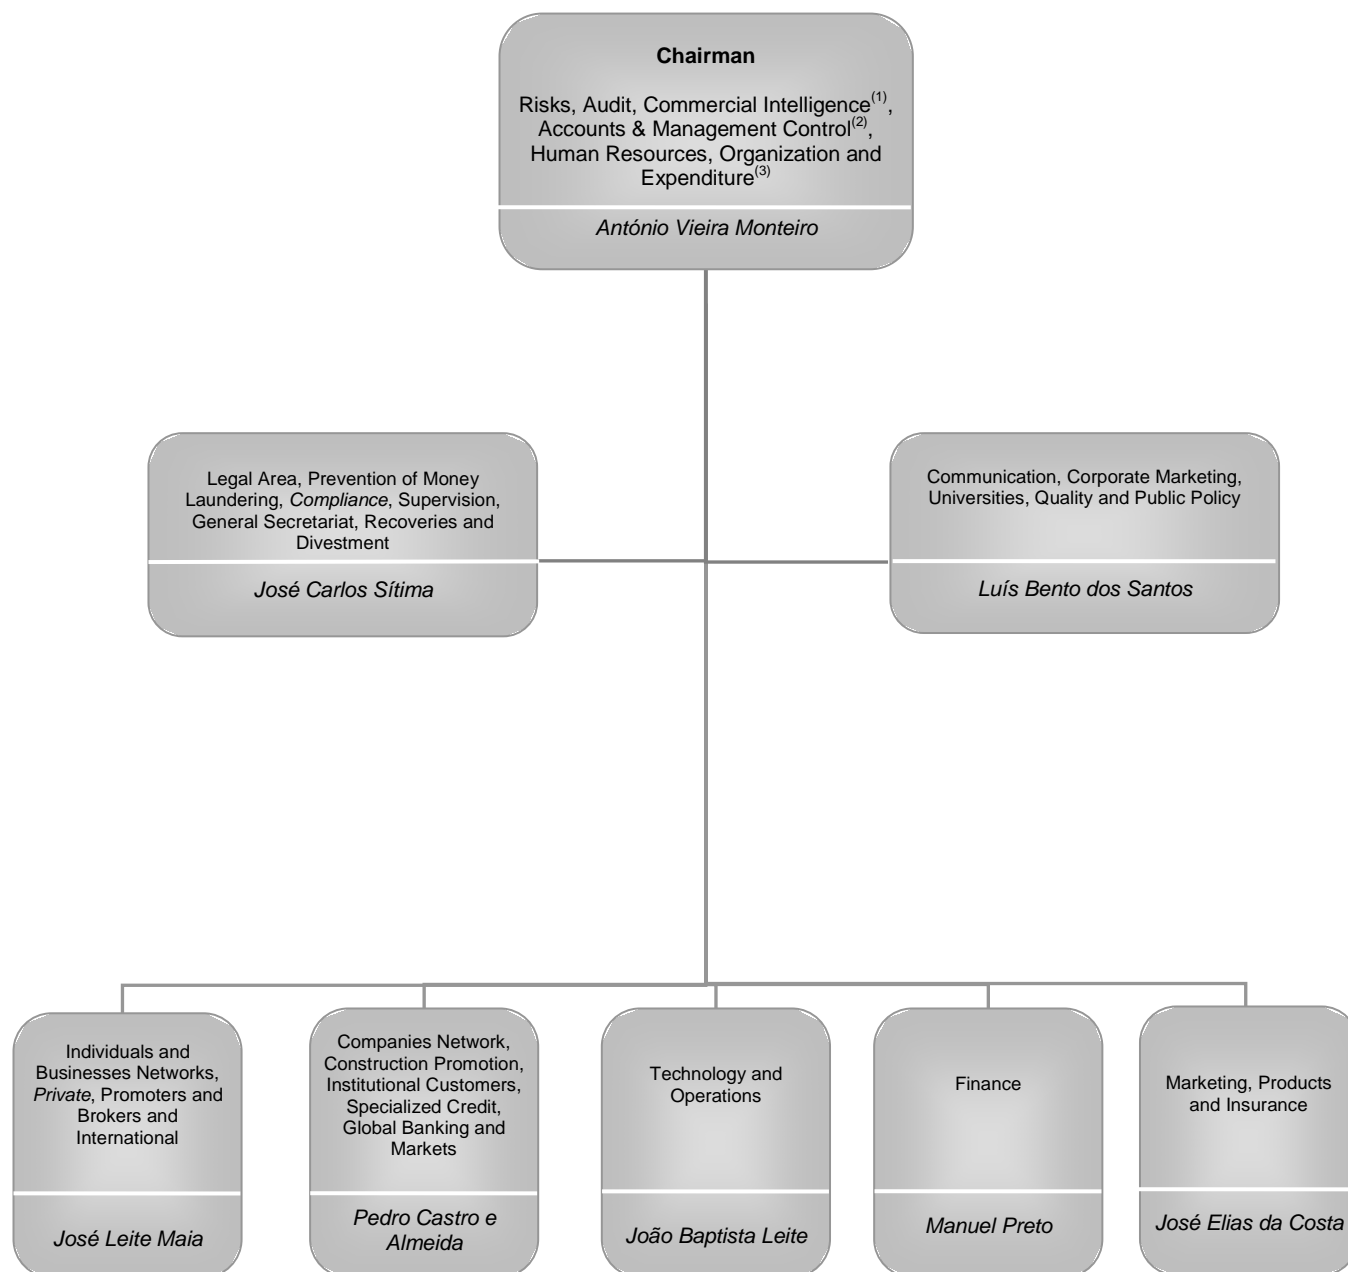 Chairman
Risks, Audit, Commercial Intelligence(1),
Accounts & Management Control(2),
Human Resources, Organization and
Expenditure(3)
António Vieira Monteiro
Legal Area, Prevention of Money
Laundering, Compliance, Supervision,
General Secretariat, Recoveries and
Divestment
José Carlos Sítima
Communication, Corporate Marketing,
Universities, Quality and Public Policy
Luís Bento dos Santos
Individuals and
Businesses Networks,
Private, Promoters and
Brokers and
International
José Leite Maia
Companies Network,
Construction Promotion,
Institutional Customers,
Specialized Credit,
Global Banking and
Markets
Pedro Castro e
Almeida
Technology and
Operations
João Baptista Leite
Finance
Manuel Preto
Marketing, Products
and Insurance
José Elias da Costa